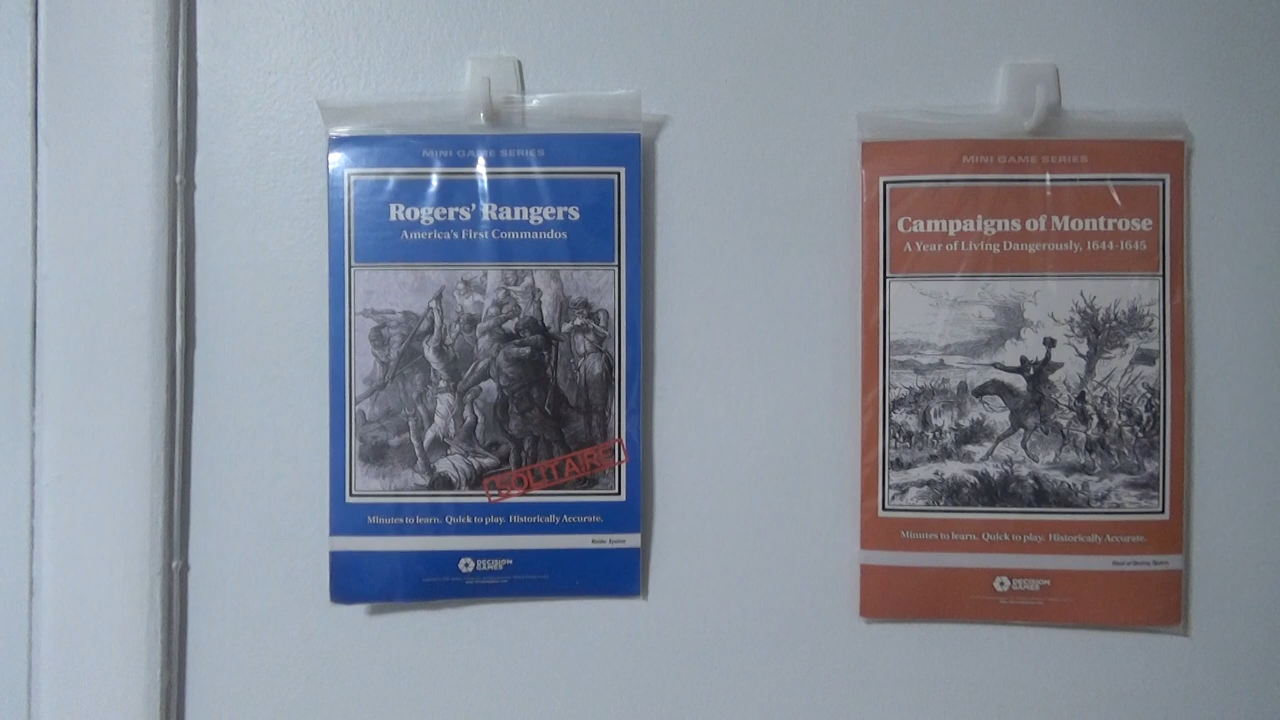 MINI GAME SERIES
Rogers' Rangers
America's First Commandos
SOLITAIRE
Minutes to learn. Quick to play. Historically Accurate.
Raider System
DECISION
GAMES
MINI GAME SERIES
Campaigns of Montrose
A Year of Living Dangerously, 1644-1645
Minutes to learn. Quick to play. Historically Accurate.
DECISION
GAMES